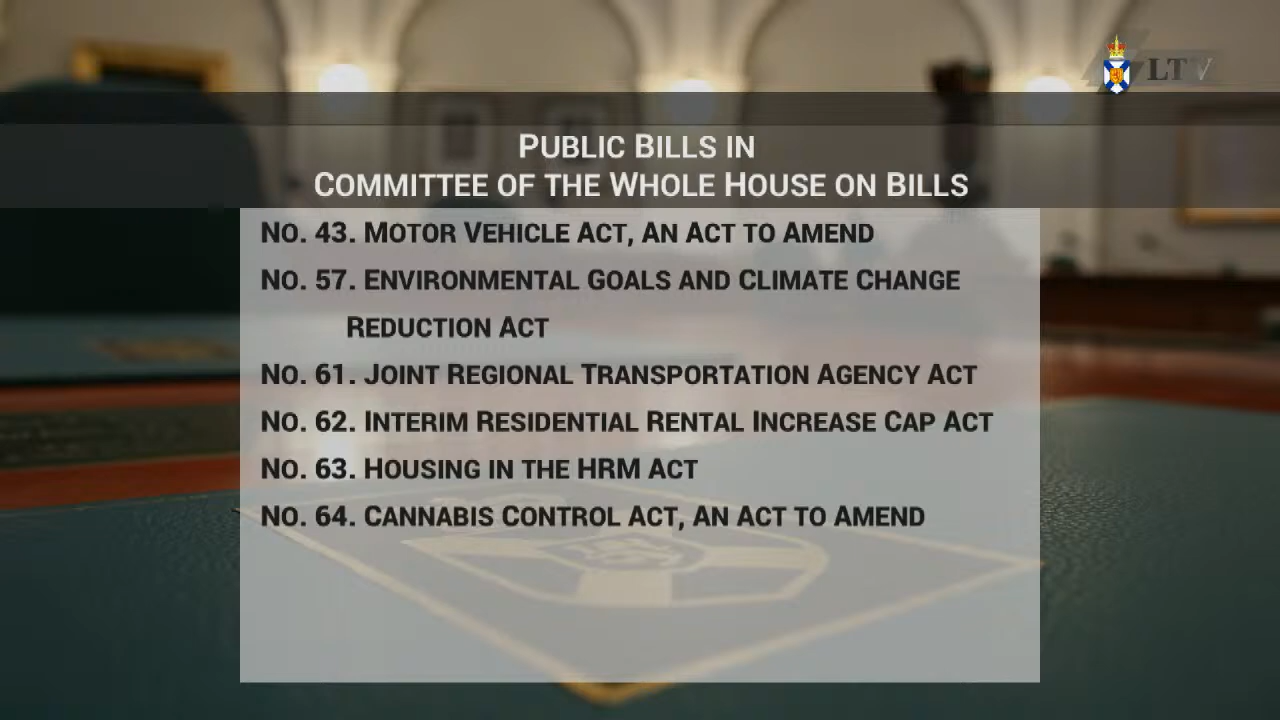 LTV
PUBLIC BILLS IN
COMMITTEE OF THE WHOLE HOUSE ON BILLS
NO. 43. MOTOR VEHICLE ACT, AN ACT TO AMEND
NO. 57. ENVIRONMENTAL GOALS AND CLIMATE CHANGE
REDUCTION ACT
NO. 61. JOINT REGIONAL TRANSPORTATION AGENCY ACT
NO. 62. INTERIM RESIDENTIAL RENTAL INCREASE CAP ACT
NO. 63. HOUSING IN THE HRM ACT
NO. 64. CANNABIS CONTROL ACT, AN ACT TO AMEND